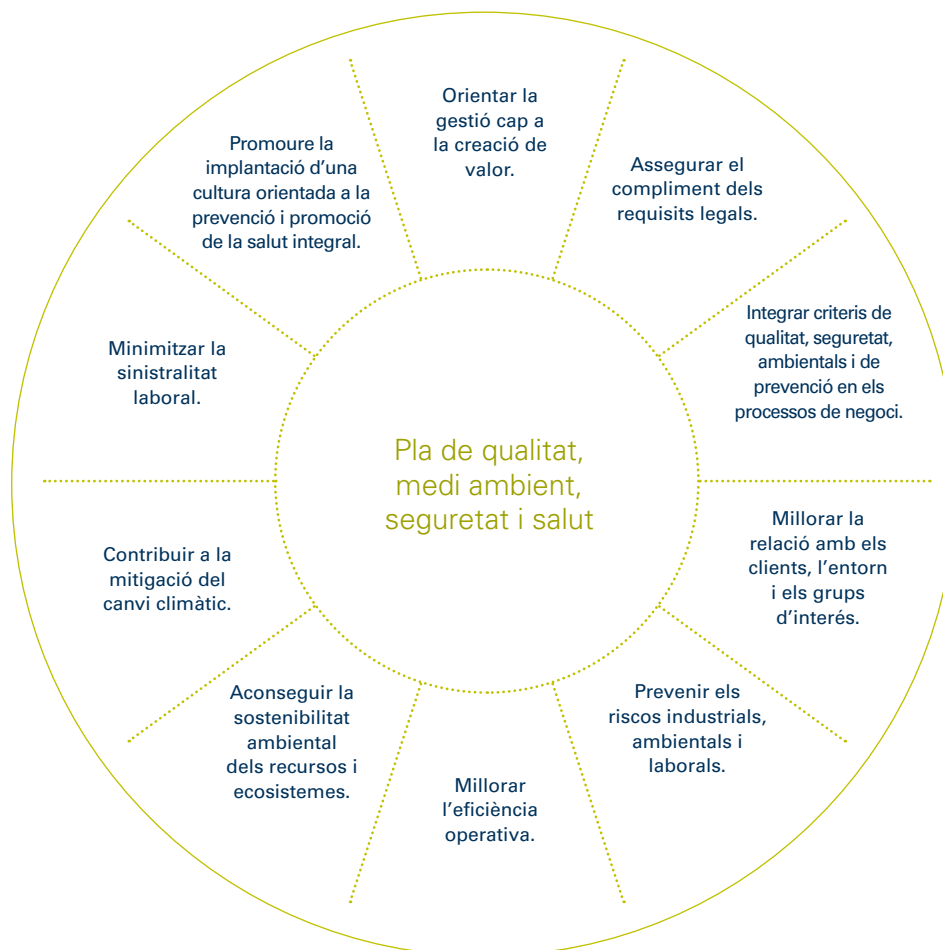 Orientar la
gestió cap a
la creació de
valor.
Assegurar el
compliment dels
requisits legals.
Integrar criteris de
qualitat, seguretat,
ambientals i de
prevenció en els
processos de negoci.
Millorar la
relació amb els
clients, l'entorn
i els grups
d'interés.
Prevenir els
riscos industrials,
ambientals i
laborals.
Millorar
l'eficiència
operativa.
Aconseguir la
sostenibilitat
ambiental
dels recursos i
ecosistemes.
Contribuir a la
mitigació del
canvi climàtic.
Minimitzar la
sinistralitat
laboral.
Promoure la
implantació d'una
cultura orientada a la
prevenció i promoció
de la salut integral.
Pla de qualitat,
medi ambient,
seguretat i salut